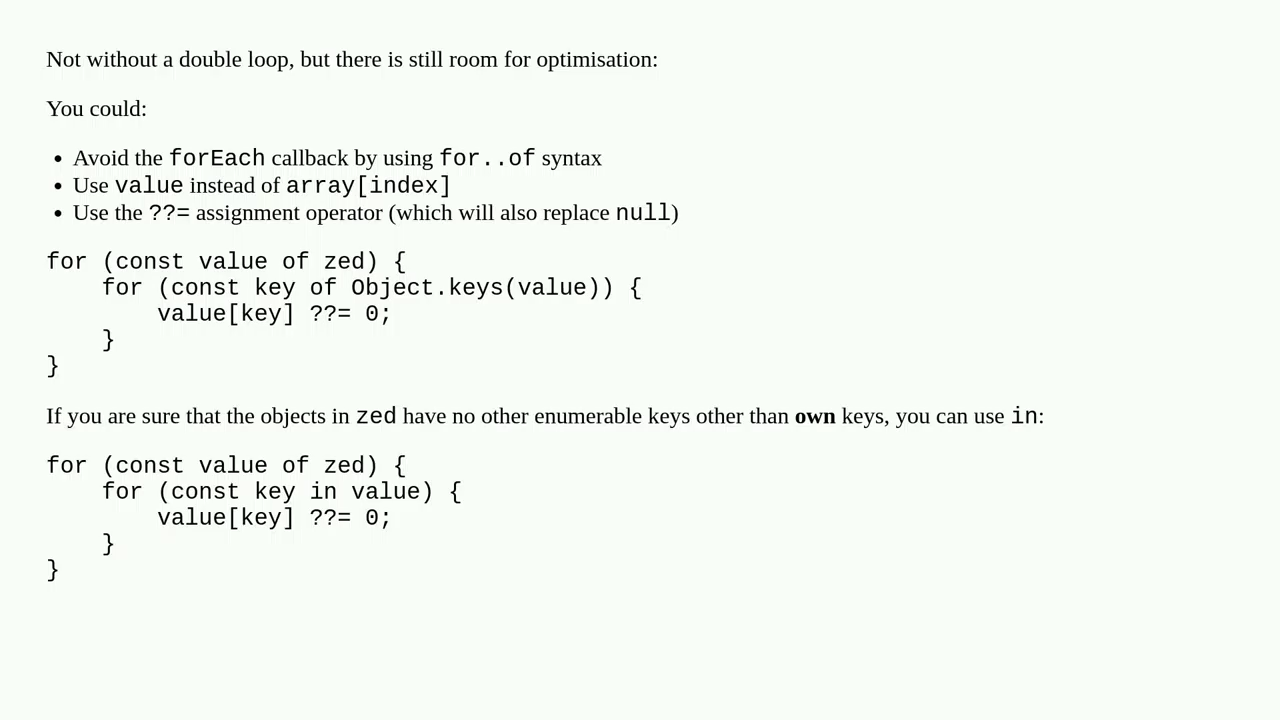 Not without a double loop, but there is still room for optimisation:
You could:
• Avoid the forEach callback by using for..of syntax
• Use value instead of array[index]
• Use the ??= assignment operator (which will also replace null)
for (const value of zed) {
    for (const key of Object.keys(value)) {
        value[key] ??= 0;
    }
}
If you are sure that the objects in zed have no other enumerable keys other than own keys, you can use in:
for (const value of zed) {
    for (const key in value) {
        value[key] ??= 0;
    }
}